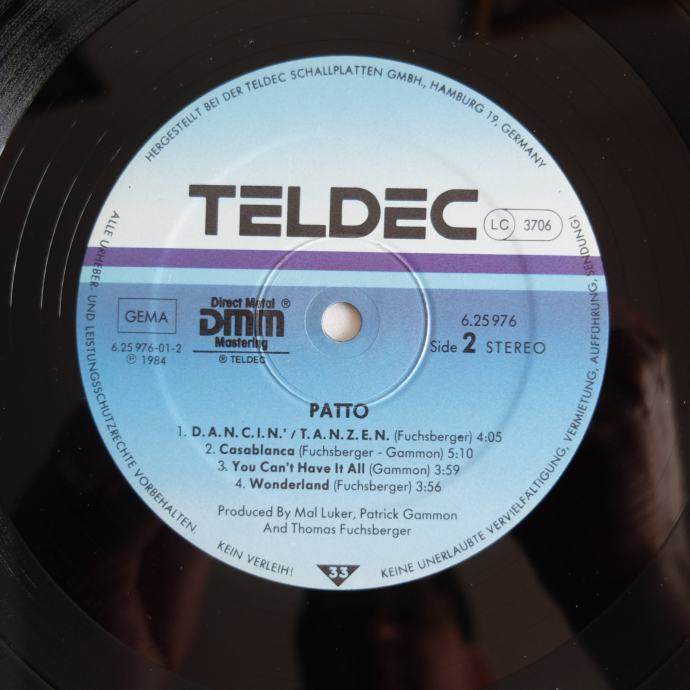 HERGESTELLT BEI DER TELDEC SCHALLPLATTEN GMBH., HAMBURG 19, GERMANY
TELDEC
LC 3706
GEMA
Direct Metal ®
DMM
Mastering
® TELDEC
6.25 976-01-2
℗ 1984
6.25976
Side 2 STEREO
PATTO
1. D.A.N.C.I.N.' / T.A.N.Z.E.N. (Fuchsberger) 4:05
2. Casablanca (Fuchsberger - Gammon) 5:10
3. You Can't Have It All (Gammon) 3:59
4. Wonderland (Fuchsberger) 3:56
Produced By Mal Luker, Patrick Gammon
And Thomas Fuchsberger
33
ALLE URHEBER- UND LEISTUNGSSCHUTZRECHTE VORBEHALTEN.
KEIN VERLEIH!
KEINE UNERLAUBTE VERVIELFÄLTIGUNG, VERMIETUNG, AUFFÜHRUNG, SENDUNG!